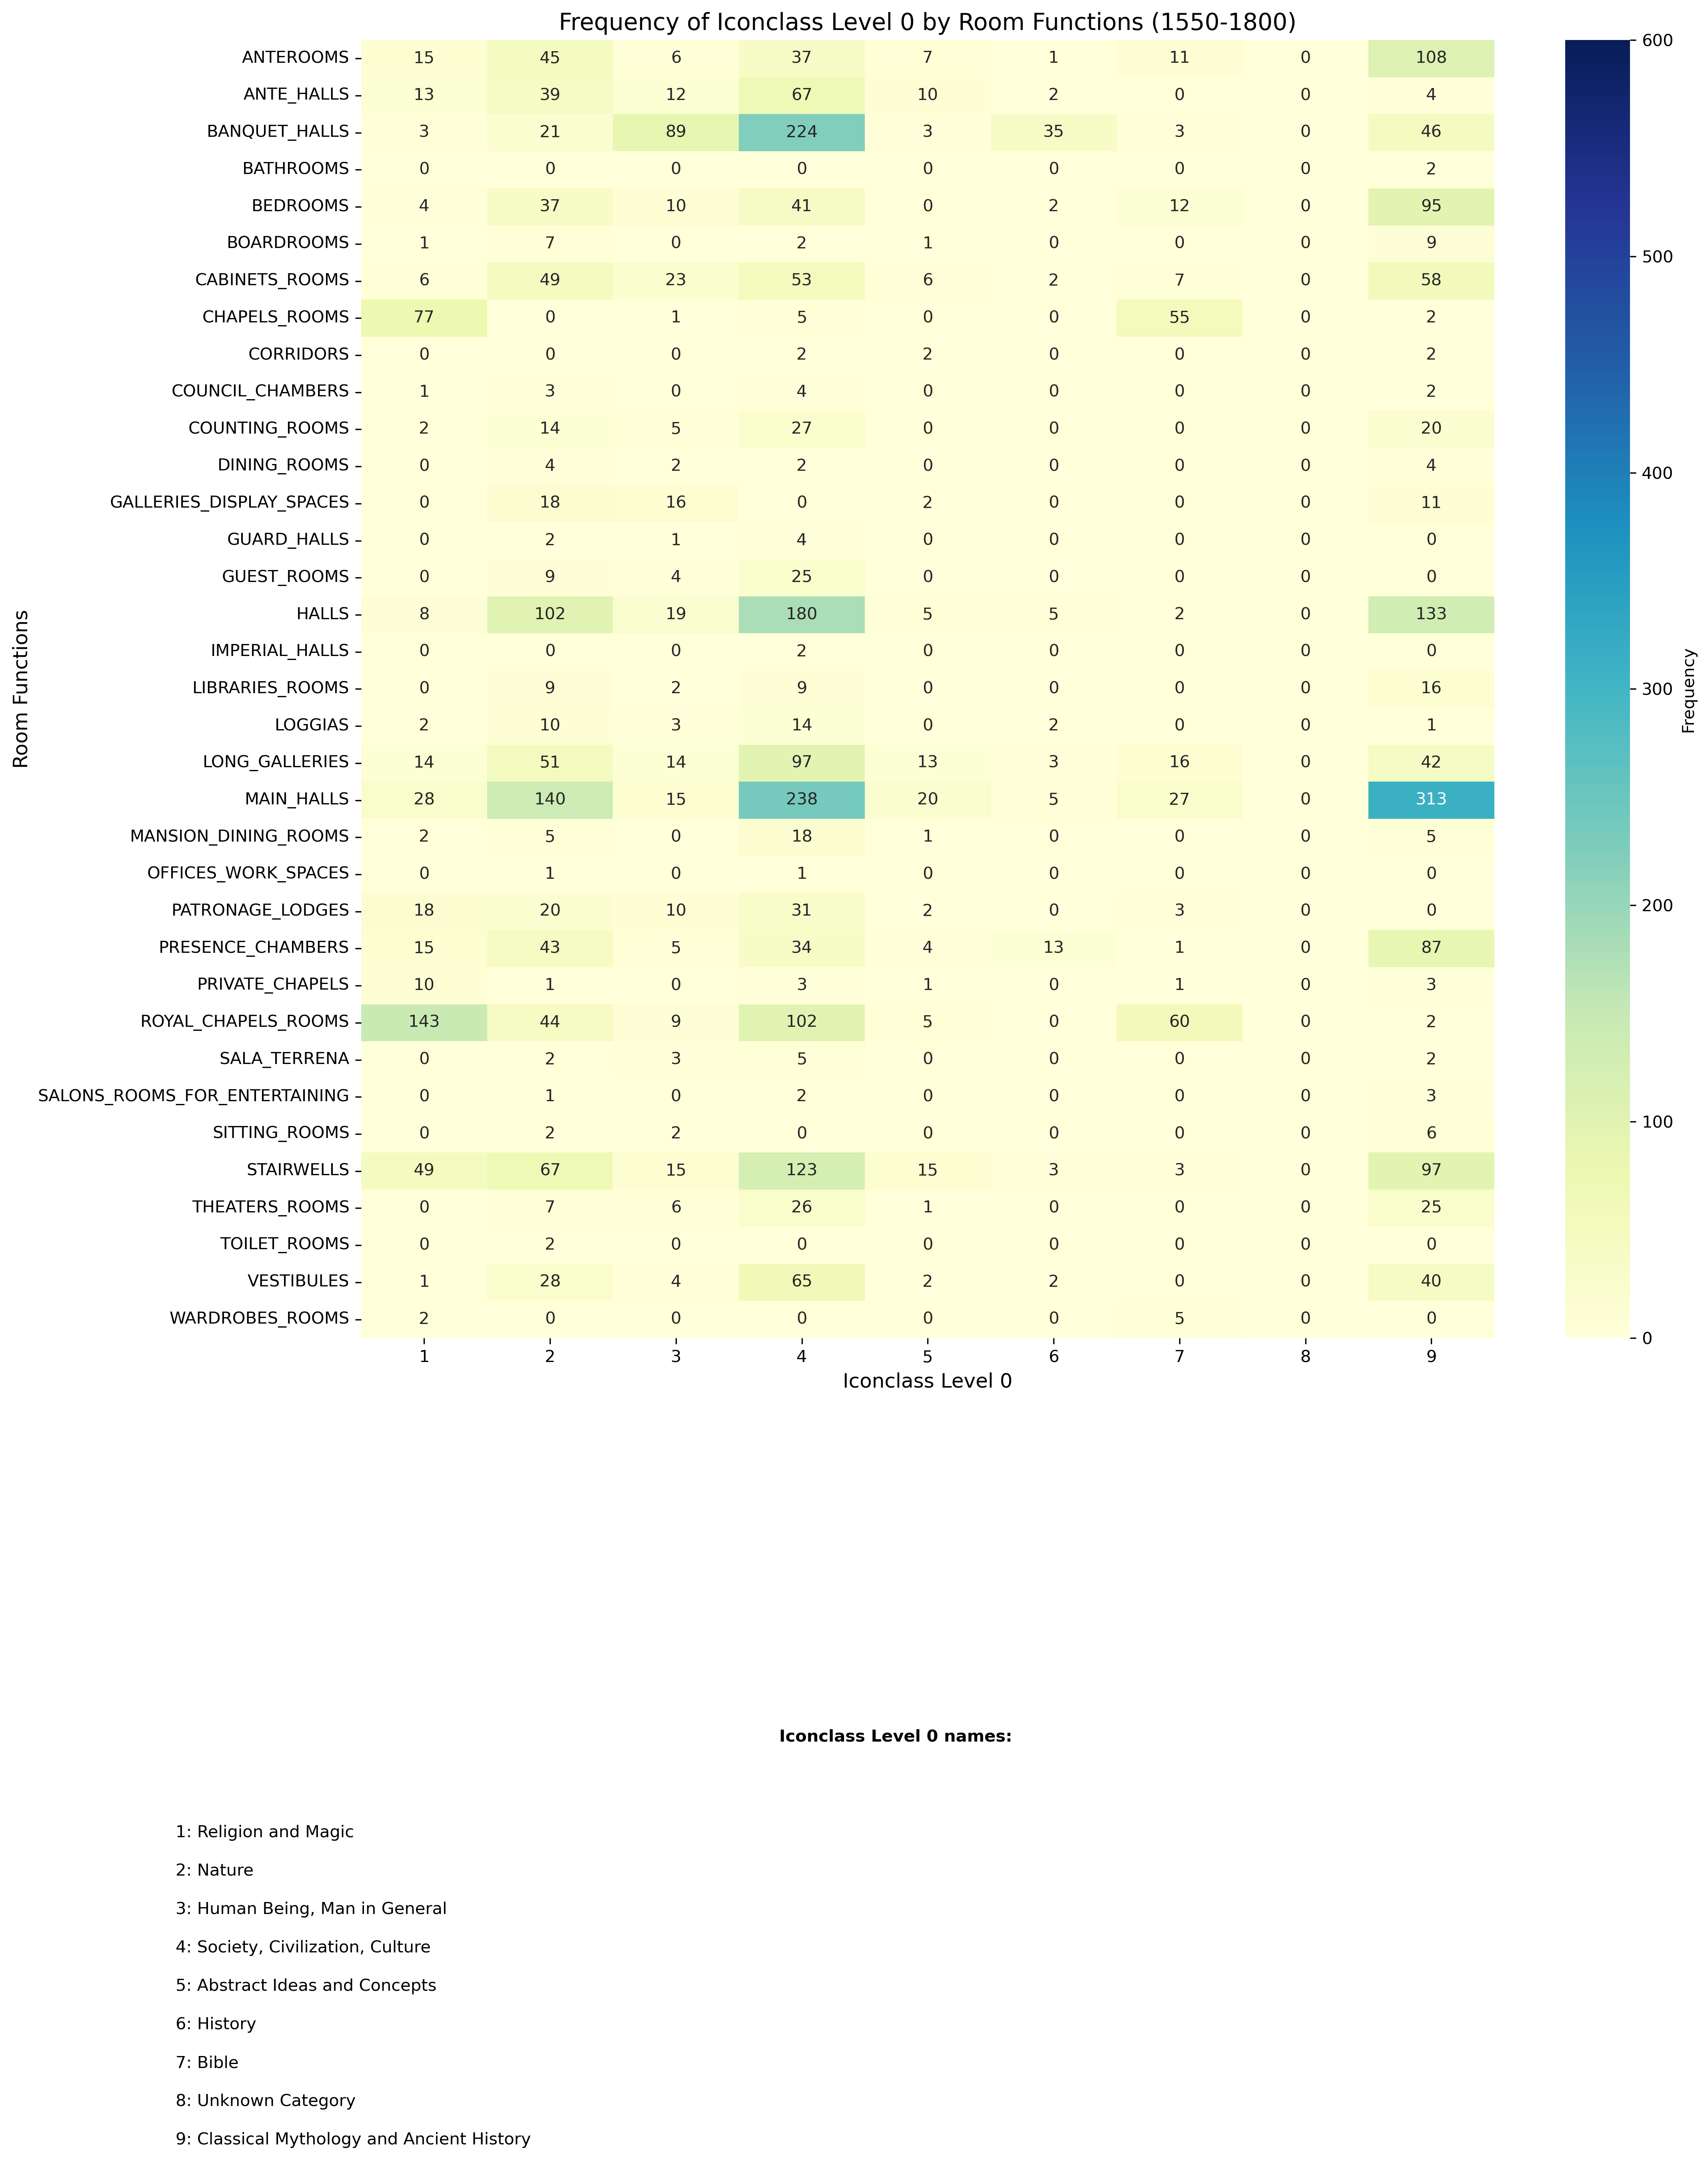 Frequency of Iconclass Level 0 by Room Functions (1550-1800)
ANTEROOMS 15 45 6 37 7 1 11 0 108
ANTE_HALLS 13 39 12 67 10 2 0 0 4
BANQUET_HALLS 3 21 89 224 3 35 3 0 46
BATHROOMS 0 0 0 0 0 0 0 0 2
BEDROOMS 4 37 10 41 0 2 12 0 95
BOARDROOMS 1 7 0 2 1 0 0 0 9
CABINETS_ROOMS 6 49 23 53 6 2 7 0 58
CHAPELS_ROOMS 77 0 1 5 0 0 55 0 2
CORRIDORS 0 0 0 2 2 0 0 0 2
COUNCIL_CHAMBERS 1 3 0 4 0 0 0 0 2
COUNTING_ROOMS 2 14 5 27 0 0 0 0 20
DINING_ROOMS 0 4 2 2 0 0 0 0 4
GALLERIES_DISPLAY_SPACES 0 18 16 0 2 0 0 0 11
GUARD_HALLS 0 2 1 4 0 0 0 0 0
GUEST_ROOMS 0 9 4 25 0 0 0 0 0
HALLS 8 102 19 180 5 5 2 0 133
IMPERIAL_HALLS 0 0 0 2 0 0 0 0 0
LIBRARIES_ROOMS 0 9 2 9 0 0 0 0 16
LOGGIAS 2 10 3 14 0 2 0 0 1
LONG_GALLERIES 14 51 14 97 13 3 16 0 42
MAIN_HALLS 28 140 15 238 20 5 27 0 313
MANSION_DINING_ROOMS 2 5 0 18 1 0 0 0 5
OFFICES_WORK_SPACES 0 1 0 1 0 0 0 0 0
PATRONAGE_LODGES 18 20 10 31 2 0 3 0 0
PRESENCE_CHAMBERS 15 43 5 34 4 13 1 0 87
PRIVATE_CHAPELS 10 1 0 3 1 0 1 0 3
ROYAL_CHAPELS_ROOMS 143 44 9 102 5 0 60 0 2
SALA_TERRENA 0 2 3 5 0 0 0 0 2
SALONS_ROOMS_FOR_ENTERTAINING 0 1 0 2 0 0 0 0 3
SITTING_ROOMS 0 2 2 0 0 0 0 0 6
STAIRWELLS 49 67 15 123 15 3 3 0 97
THEATERS_ROOMS 0 7 6 26 1 0 0 0 25
TOILET_ROOMS 0 2 0 0 0 0 0 0 0
VESTIBULES 1 28 4 65 2 2 0 0 40
WARDROBES_ROOMS 2 0 0 0 0 0 5 0 0
1 2 3 4 5 6 7 8 9
Iconclass Level 0
Room Functions
600
500
400
300
200
100
0
Frequency
Iconclass Level 0 names:
1: Religion and Magic
2: Nature
3: Human Being, Man in General
4: Society, Civilization, Culture
5: Abstract Ideas and Concepts
6: History
7: Bible
8: Unknown Category
9: Classical Mythology and Ancient History